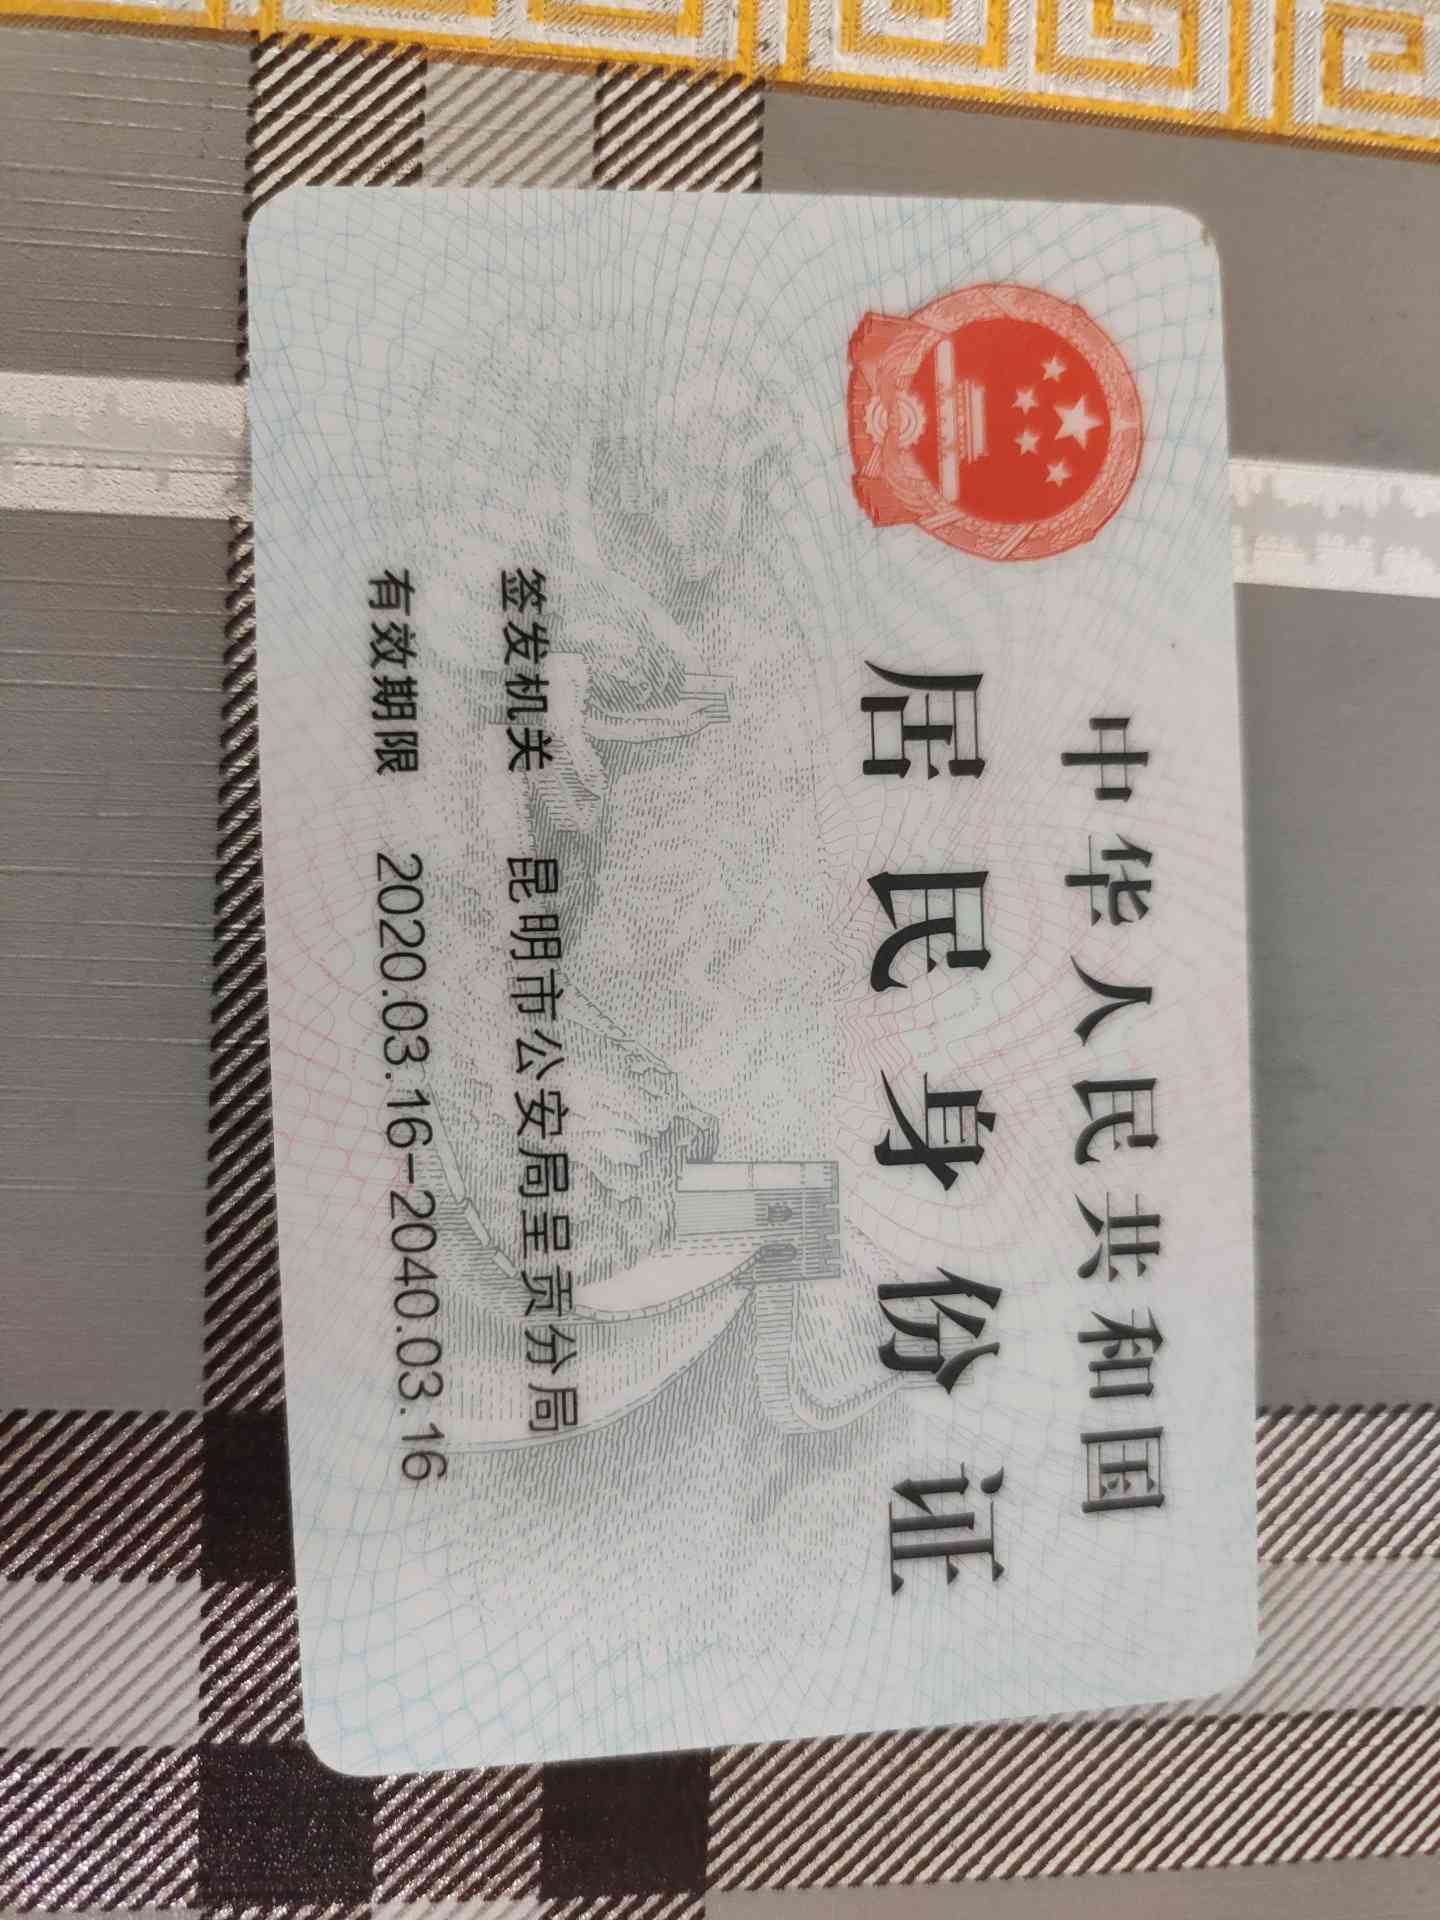 中华人民共和国
居民身份证
签发机关 昆明市公安局呈贡分局
有效期限 2020.03.16-2040.03.16